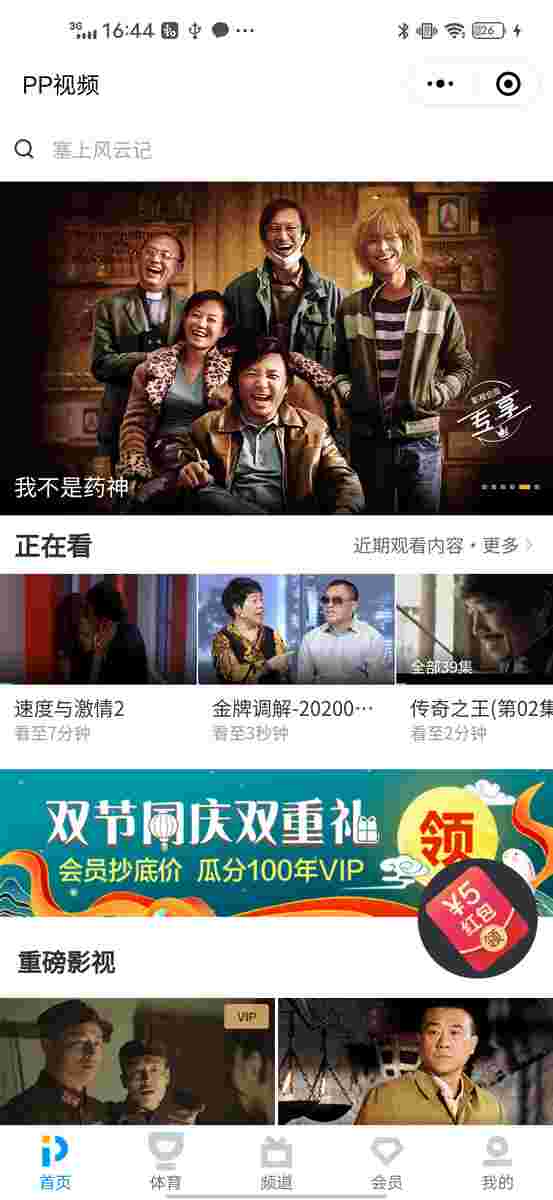 3G 16:44 26
PP视频
塞上风云记
影视会员
专享
我不是药神
正在看
近期观看内容·更多
全部39集
速度与激情2
金牌调解-20200…
传奇之王(第02集
看至7分钟
看至3秒钟
看至2分钟
双节同庆双重礼
会员抄底价 瓜分100年VIP
领
¥5
红包
领
重磅影视
VIP
首页
体育
频道
会员
我的